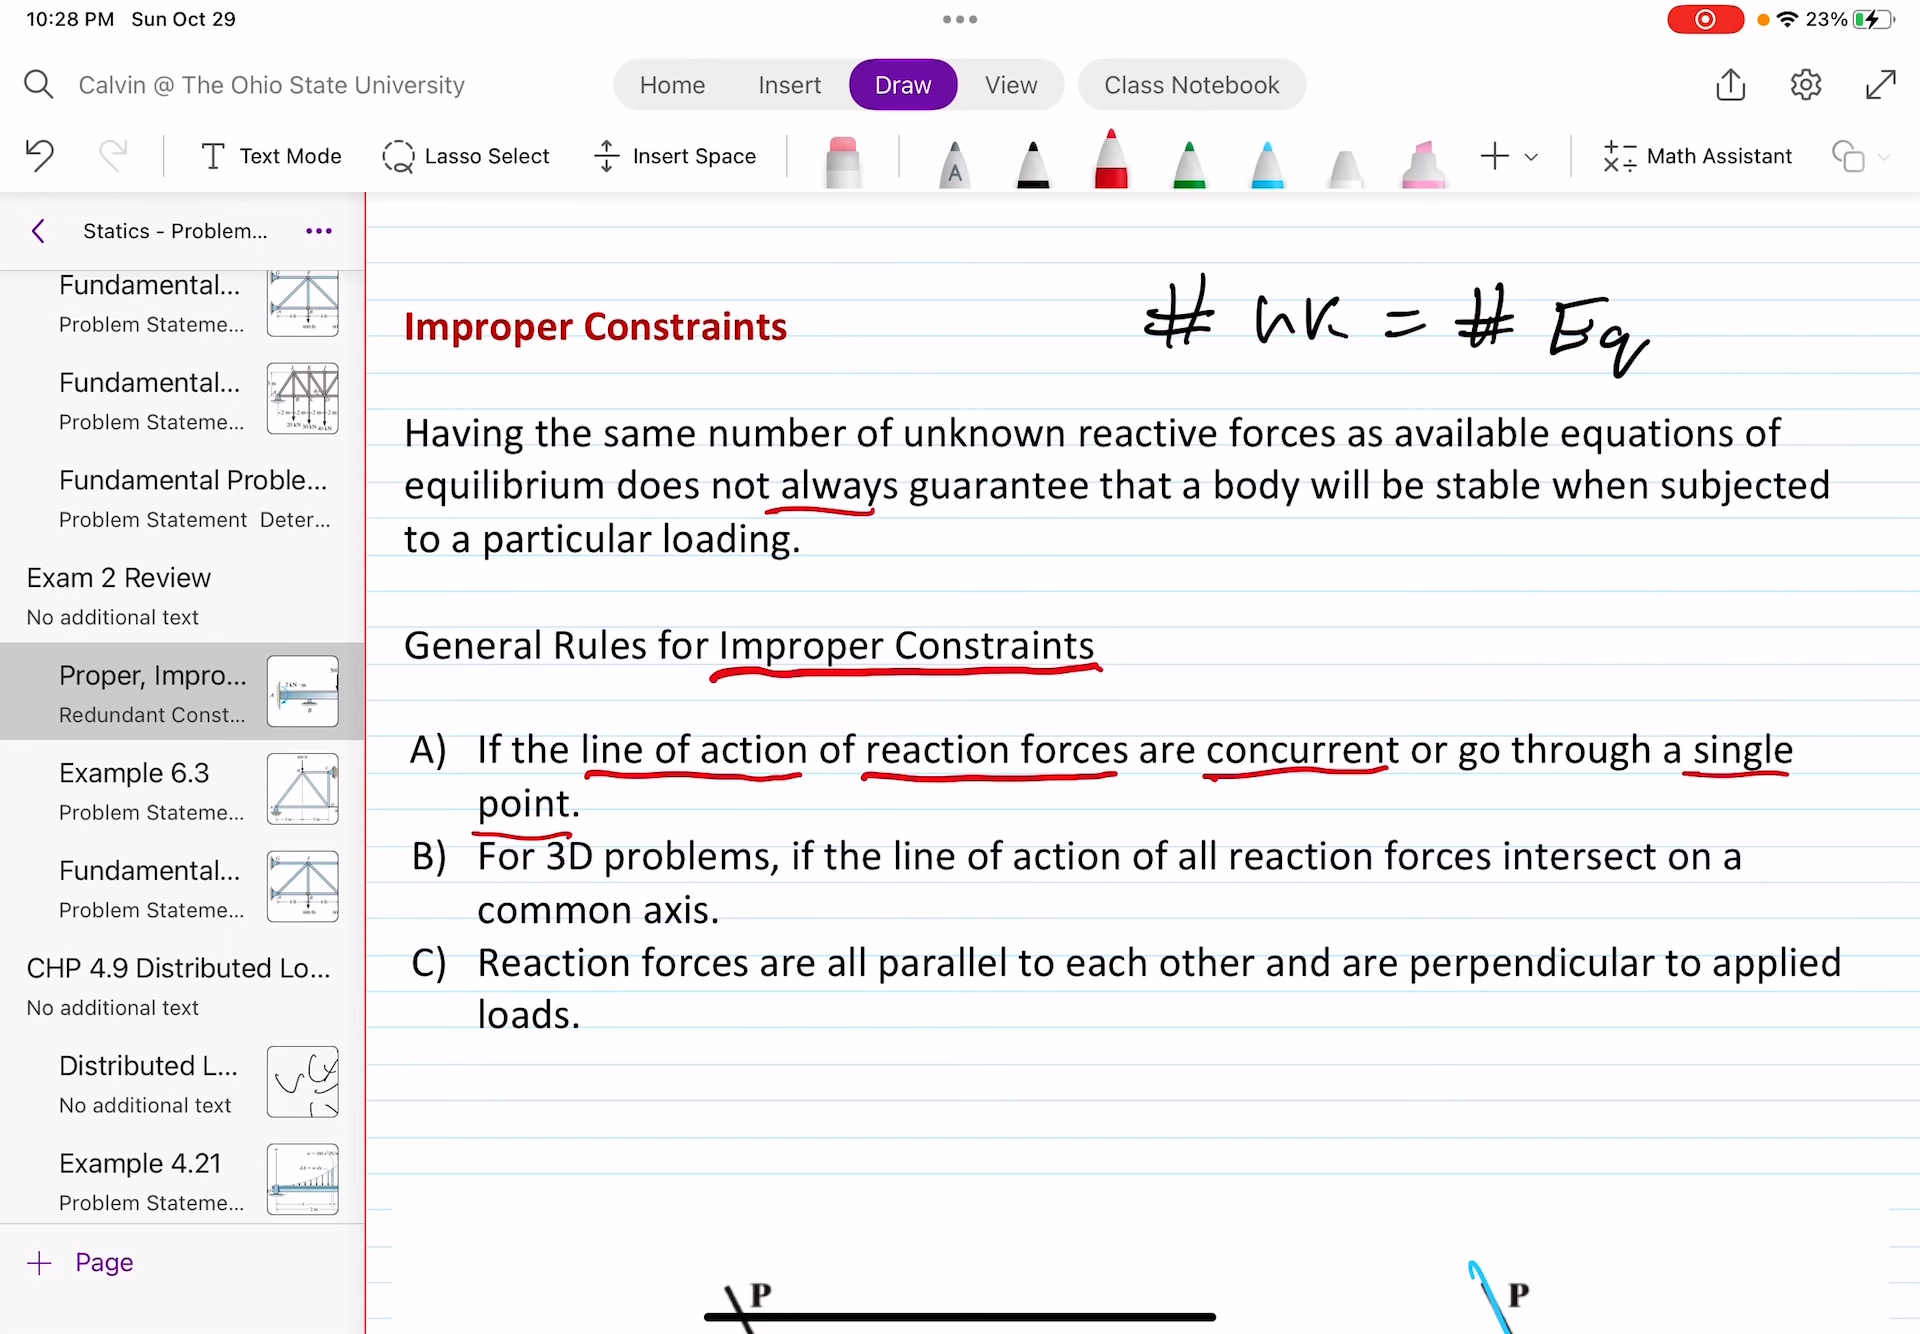 10:28 PM Sun Oct 29
23%
Calvin @ The Ohio State University
Home Insert Draw View Class Notebook
Text Mode Lasso Select Insert Space A Math Assistant
Statics - Problem...
Fundamental...
Problem Stateme...
Fundamental...
Problem Stateme...
Fundamental Proble...
Problem Statement Deter...
Exam 2 Review
No additional text
Proper, Impro...
Redundant Const...
Example 6.3
Problem Stateme...
Fundamental...
Problem Stateme...
CHP 4.9 Distributed Lo...
No additional text
Distributed L...
No additional text
Example 4.21
Problem Stateme...
Page
Improper Constraints
# UK = # Eq
Having the same number of unknown reactive forces as available equations of
equilibrium does not always guarantee that a body will be stable when subjected
to a particular loading.
General Rules for Improper Constraints
A) If the line of action of reaction forces are concurrent or go through a single
point.
B) For 3D problems, if the line of action of all reaction forces intersect on a
common axis.
C) Reaction forces are all parallel to each other and are perpendicular to applied
loads.
P P